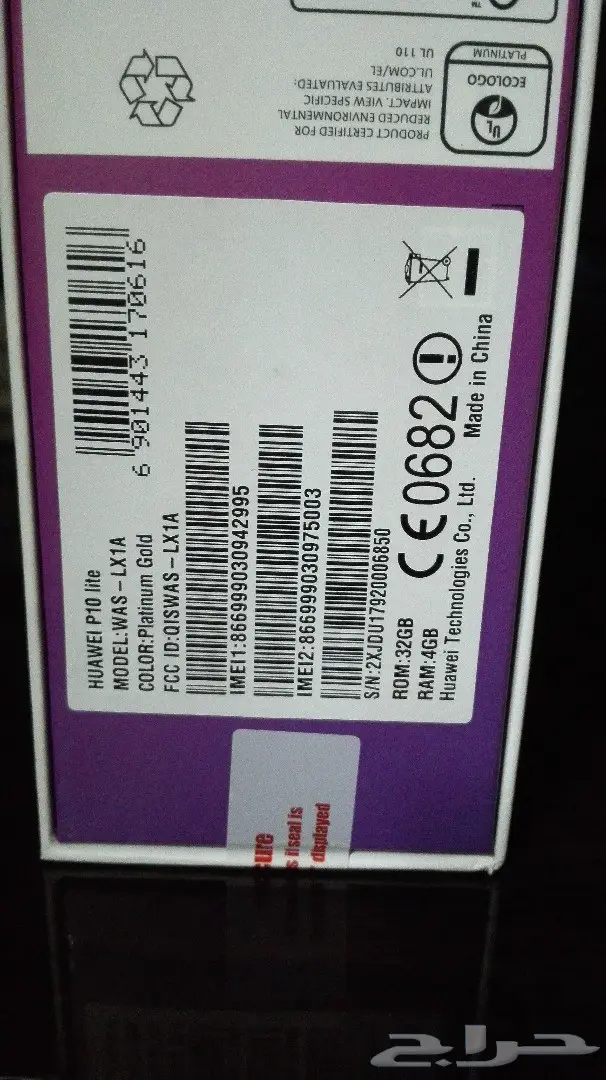 PRODUCT CERTIFIED FOR
REDUCED ENVIRONMENTAL
IMPACT. VIEW SPECIFIC
ATTRIBUTES EVALUATED:
UL.COM/EL
UL 110
UL
ECOLOGO
PLATINUM
TM
HUAWEI P10 lite
MODEL:WAS-LX1A
COLOR:Platinum Gold
FCC ID:QISWAS-LX1A
6 901443 170616
IMEI1:866999030942995
IMEI2:866999030975003
S/N:2XJDU17920006850
ROM:32GB
RAM:4GB
CE0682
Huawei Technologies Co., Ltd. Made in China
displayed
حراج